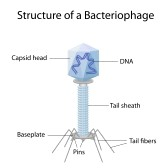 Structure of a Bacteriophage
Capsid head
DNA
Tail sheath
Baseplate
Tail fibers
Pins